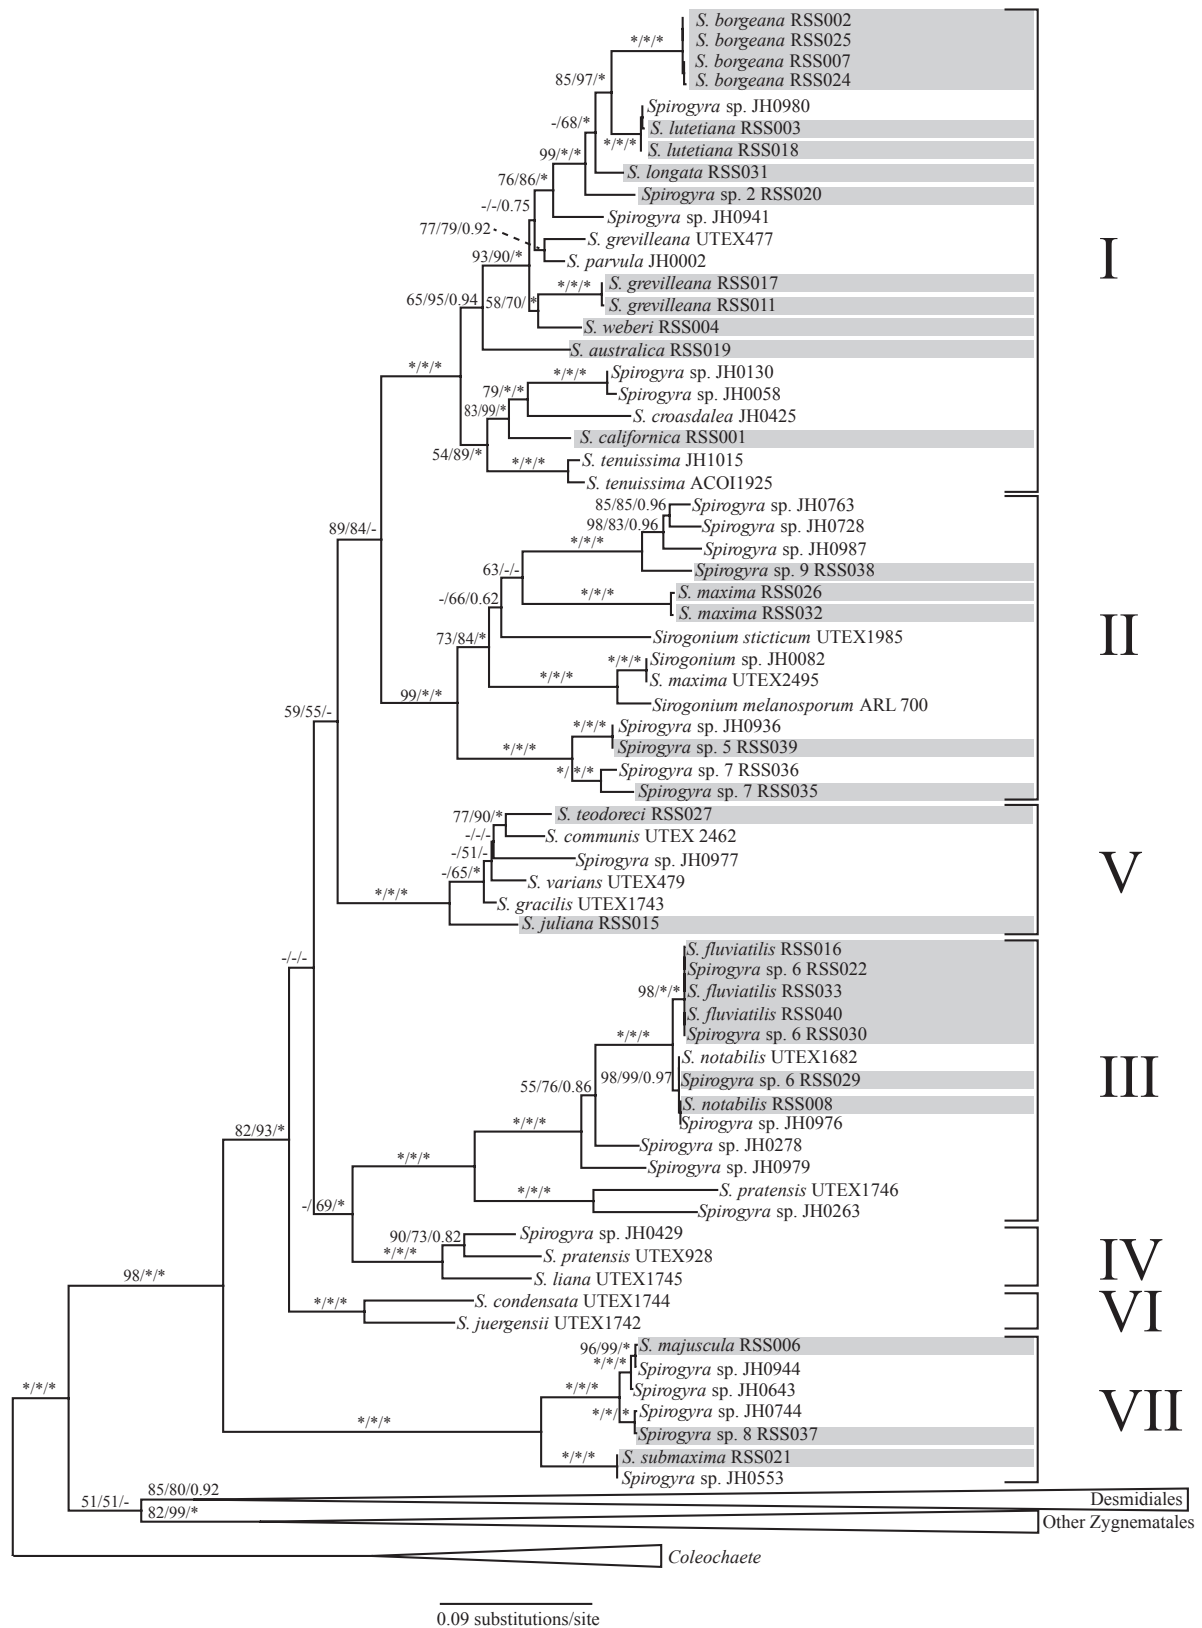 S. borgeana RSS002
S. borgeana RSS025
*/*/*
S. borgeana RSS007
S. borgeana RSS024
85/97/*
Spirogyra sp. JH0980
-/68/*
S. lutetiana RSS003
*/*/*
S. lutetiana RSS018
99/*/*
S. longata RSS031
76/86/*
Spirogyra sp. 2 RSS020
-/-/0.75
Spirogyra sp. JH0941
77/79/0.92
S. grevilleana UTEX477
93/90/*
S. parvula JH0002
*/*/*
S. grevilleana RSS017
65/95/0.94
58/70/*
S. grevilleana RSS011
S. weberi RSS004
S. australica RSS019
*/*/*
*/*/*
Spirogyra sp. JH0130
79/*/*
Spirogyra sp. JH0058
83/99/*
S. croasdalea JH0425
S. californica RSS001
54/89/*
*/*/*
S. tenuissima JH1015
S. tenuissima ACOI1925
I
89/84/-
85/85/0.96
Spirogyra sp. JH0763
98/83/0.96
Spirogyra sp. JH0728
*/*/*
Spirogyra sp. JH0987
63/-/-
Spirogyra sp. 9 RSS038
*/*/*
S. maxima RSS026
-/66/0.62
S. maxima RSS032
73/84/*
Sirogonium sticticum UTEX1985
*/*/*
Sirogonium sp. JH0082
*/*/*
S. maxima UTEX2495
99/*/*
Sirogonium melanosporum ARL 700
*/*/*
Spirogyra sp. JH0936
*/*/*
Spirogyra sp. 5 RSS039
*/*/*
Spirogyra sp. 7 RSS036
Spirogyra sp. 7 RSS035
II
59/55/-
77/90/*
S. teodoreci RSS027
-/-/-
S. communis UTEX 2462
-/51/-
Spirogyra sp. JH0977
-/65/*
S. varians UTEX479
*/*/*
S. gracilis UTEX1743
S. juliana RSS015
V
-/-/-
S. fluviatilis RSS016
Spirogyra sp. 6 RSS022
98/*/*
S. fluviatilis RSS033
S. fluviatilis RSS040
*/*/*
Spirogyra sp. 6 RSS030
S. notabilis UTEX1682
98/99/0.97
Spirogyra sp. 6 RSS029
55/76/0.86
S. notabilis RSS008
*/*/*
Spirogyra sp. JH0976
Spirogyra sp. JH0278
*/*/*
Spirogyra sp. JH0979
*/*/*
S. pratensis UTEX1746
Spirogyra sp. JH0263
III
82/93/*
-/69/*
90/73/0.82
Spirogyra sp. JH0429
*/*/*
S. pratensis UTEX928
S. liana UTEX1745
IV
98/*/*
*/*/*
S. condensata UTEX1744
S. juergensii UTEX1742
VI
96/99/*
S. majuscula RSS006
*/*/*
Spirogyra sp. JH0944
*/*/*
Spirogyra sp. JH0643
*/*/*
Spirogyra sp. JH0744
*/*/*
Spirogyra sp. 8 RSS037
*/*/*
S. submaxima RSS021
Spirogyra sp. JH0553
VII
*/*/*
51/51/-
85/80/0.92
Desmidiales
82/99/*
Other Zygnematales
Coleochaete
0.09 substitutions/site